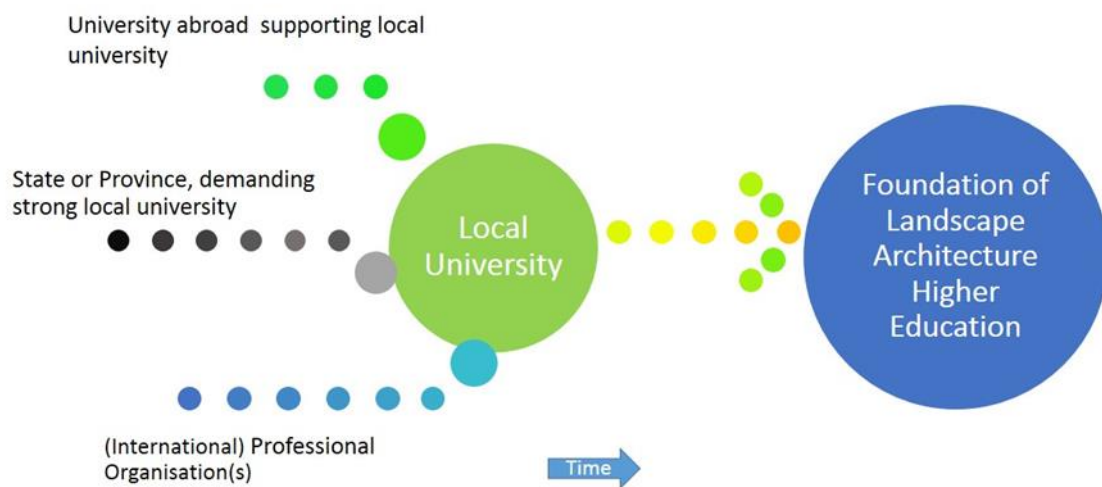 University abroad supporting local
university
State or Province, demanding
strong local university
Local
University
Foundation of
Landscape
Architecture
Higher
Education
(International) Professional
Organisation(s)
Time